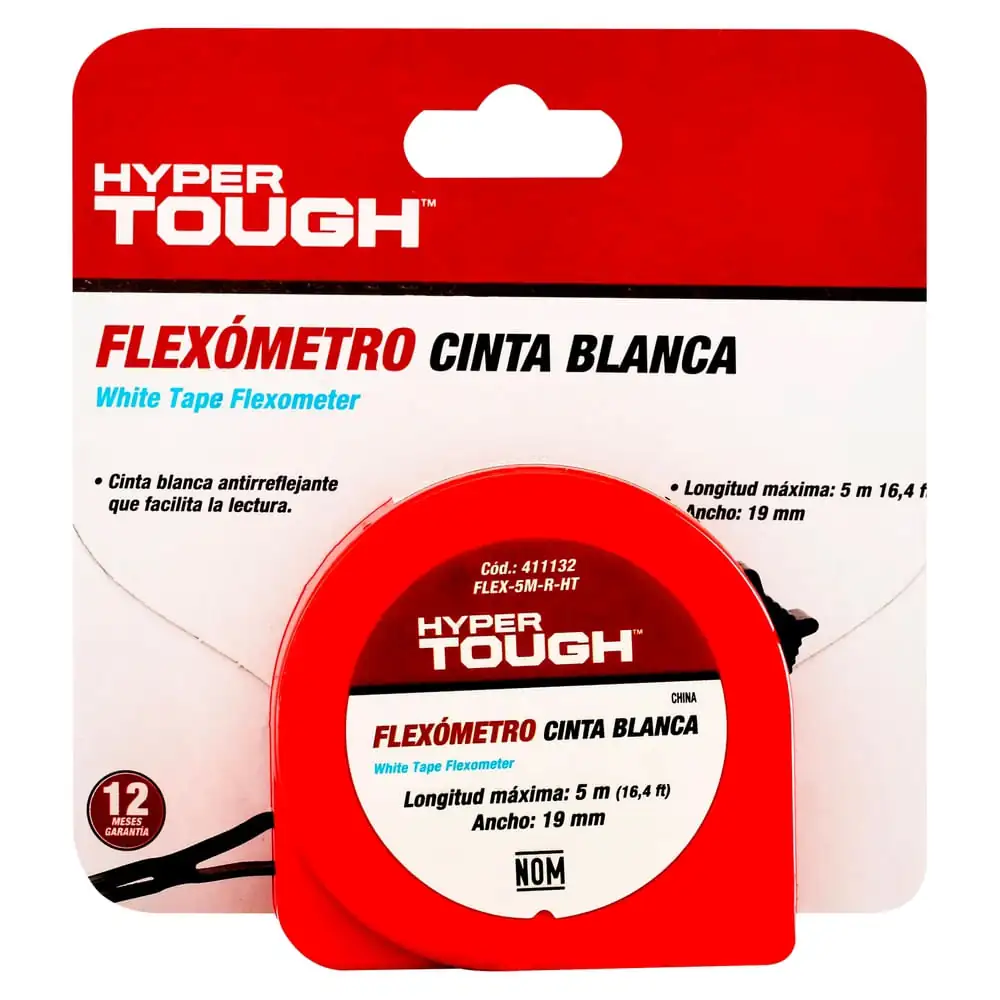 HYPER
TOUGH™
FLEXÓMETRO CINTA BLANCA
White Tape Flexometer
• Cinta blanca antirreflejante
que facilita la lectura.
• Longitud máxima: 5 m 16,4 f
Ancho: 19 mm
Cód.: 411132
FLEX-5M-R-HT
HYPER
TOUGH™
CHINA
FLEXÓMETRO CINTA BLANCA
White Tape Flexometer
Longitud máxima: 5 m (16,4 ft)
Ancho: 19 mm
NOM
12
MESES
GARANTÍA